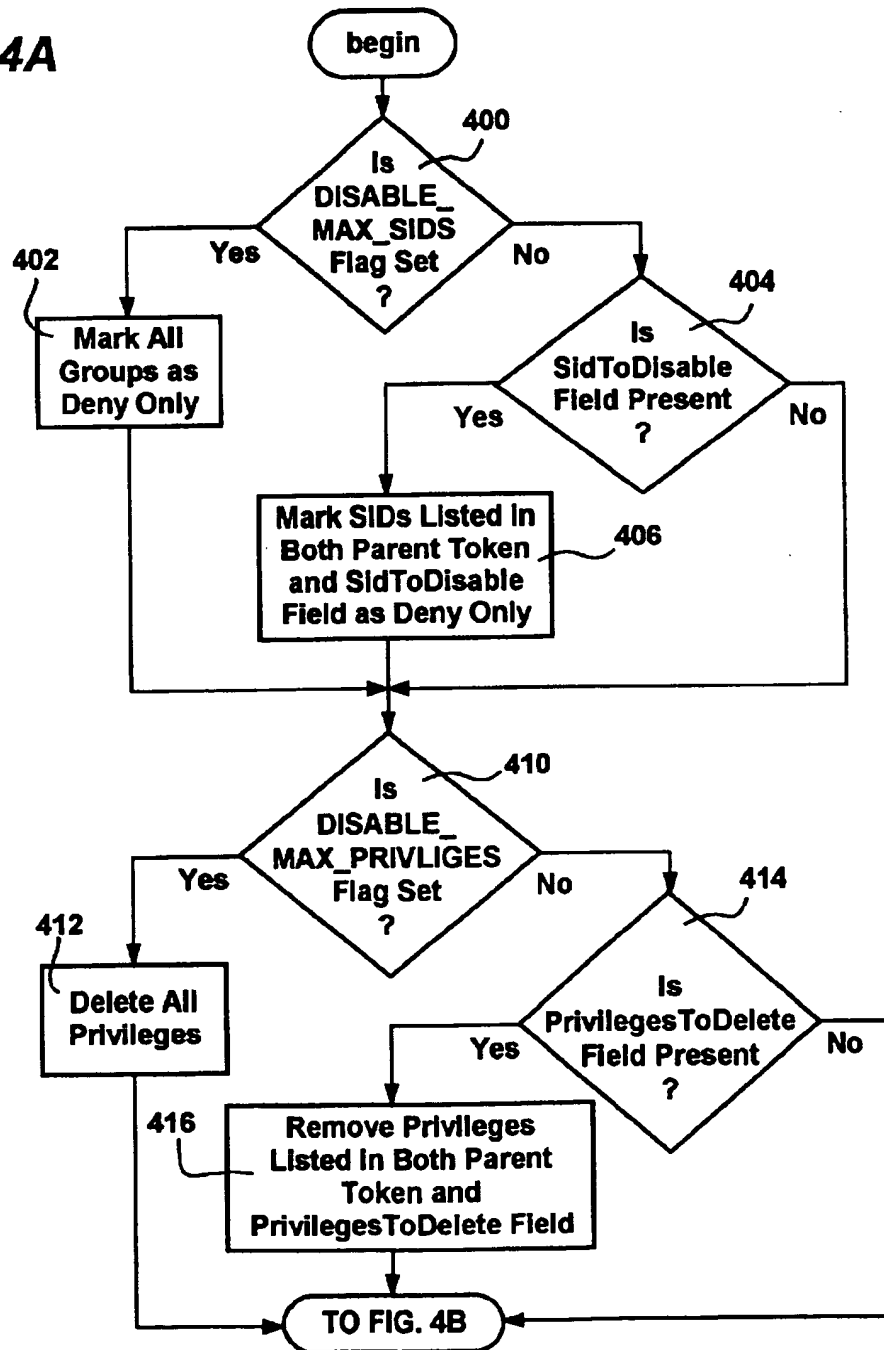 4A
begin
400
Is
DISABLE_
MAX_SIDS
Flag Set
?
Yes
No
402
Mark All
Groups as
Deny Only
404
Is
SidToDisable
Field Present
?
Yes
No
Mark SIDs Listed in
Both Parent Token
and SidToDisable
Field as Deny Only
406
410
Is
DISABLE_
MAX_PRIVLIGES
Flag Set
?
Yes
No
412
Delete All
Privileges
414
Is
PrivilegesToDelete
Field Present
?
Yes
No
416
Remove Privileges
Listed in Both Parent
Token and
PrivilegesToDelete Field
TO FIG. 4B